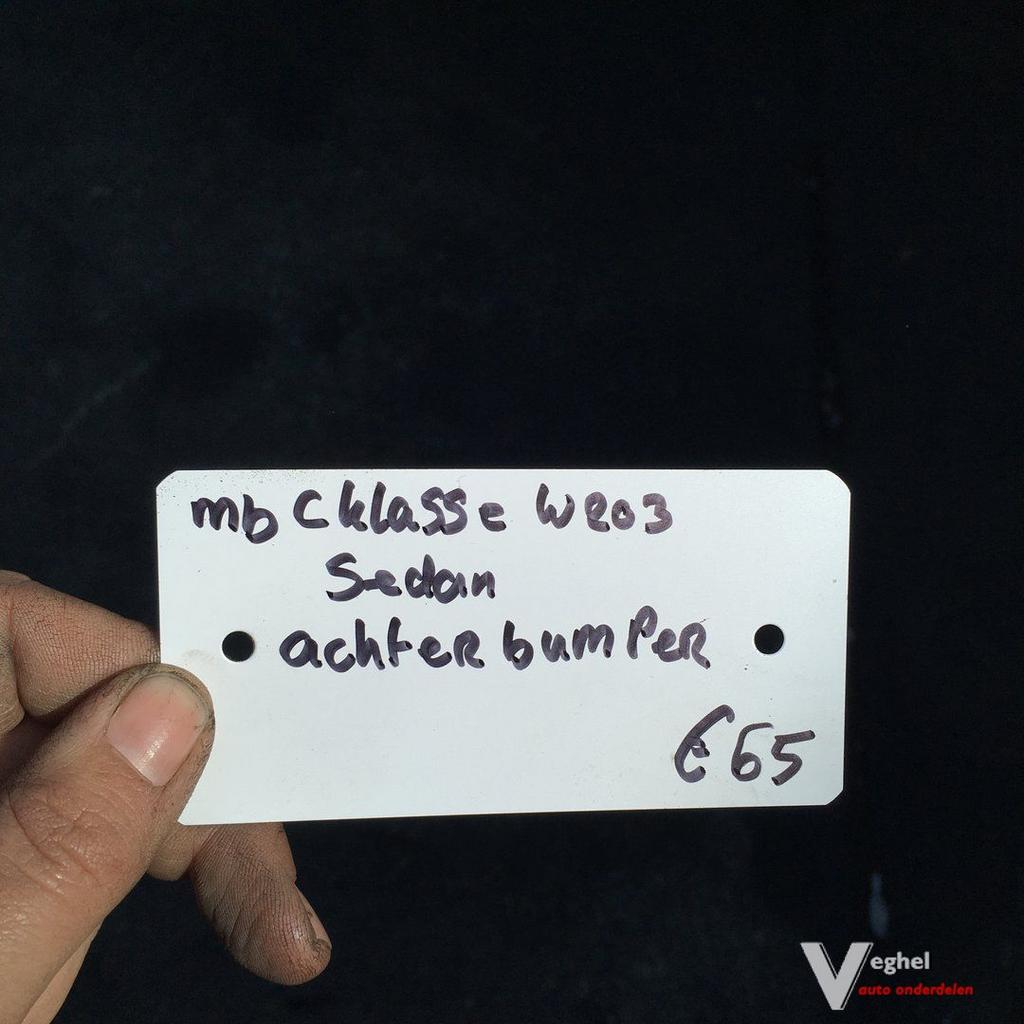 mb C klasse W203
Sedan
achter bumper
€65
Veghel
auto onderdelen